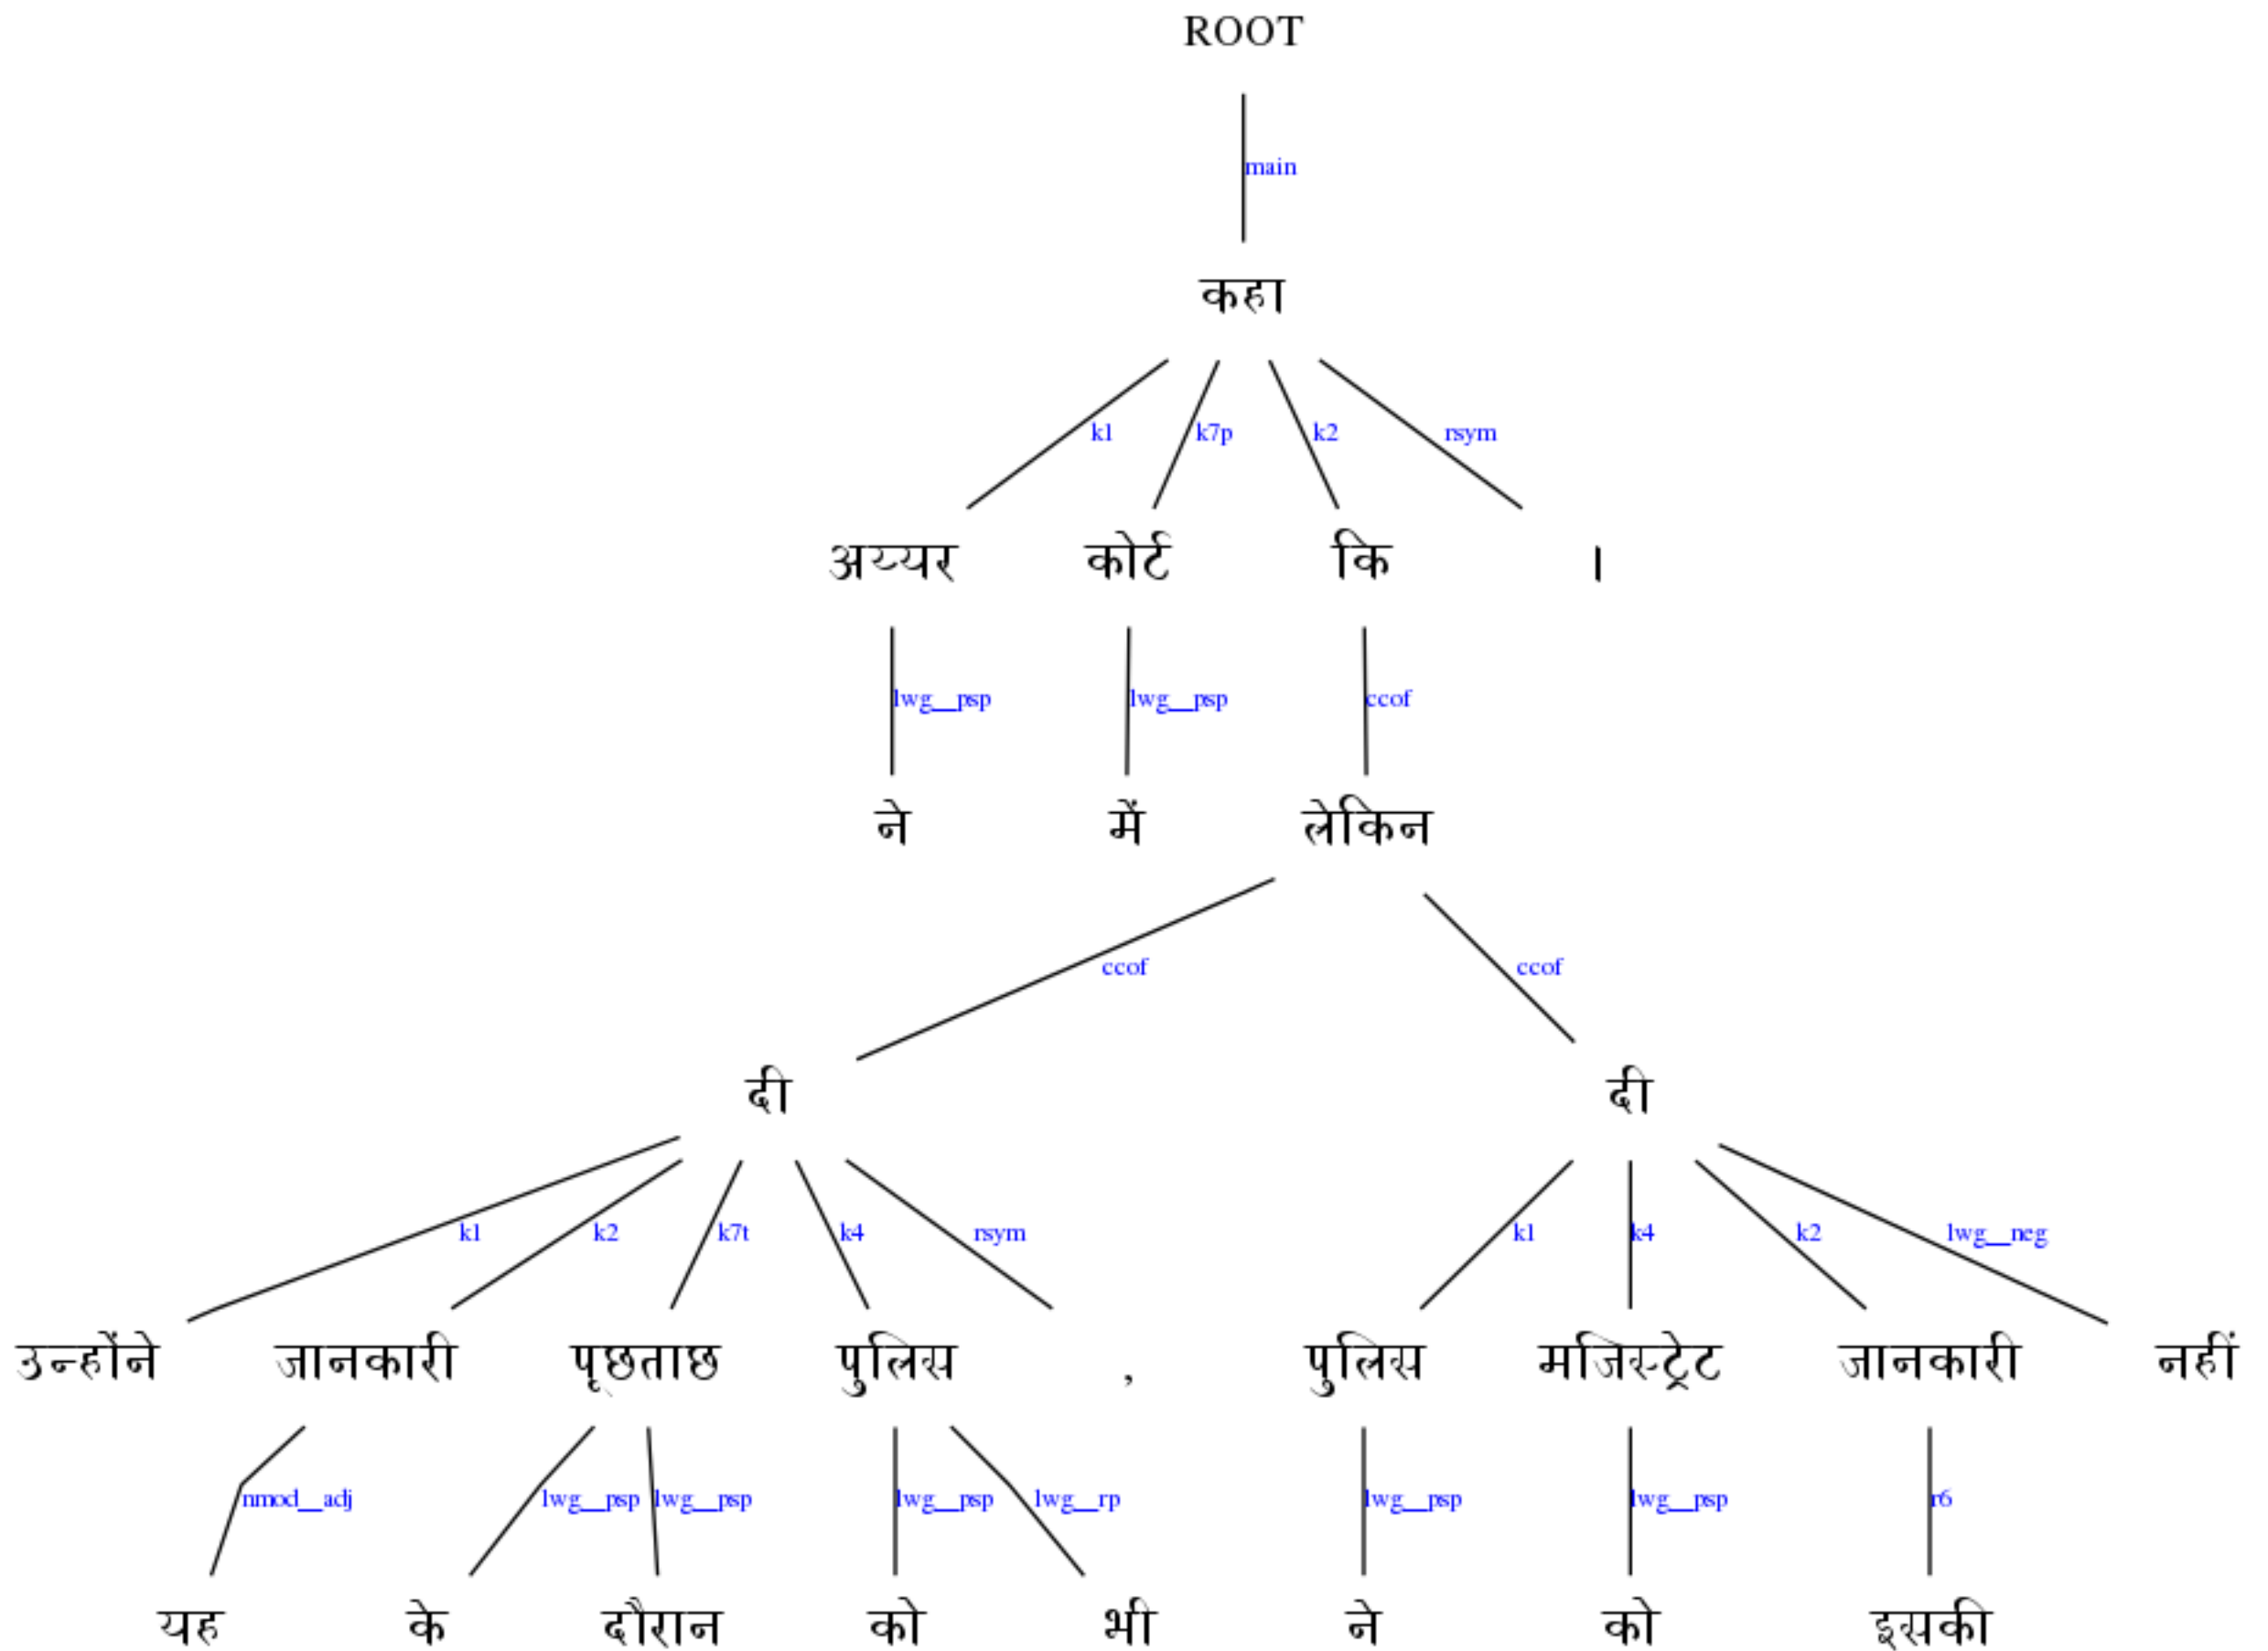 ROOT
main
कहा
k1 k7p k2 rsym
अय्यर कोर्ट कि ।
lwg__psp lwg__psp ccof
ने में लेकिन
ccof ccof
दी दी
k1 k2 k7t k4 rsym k1 k4 k2 lwg__neg
उन्होंने जानकारी पूछताछ पुलिस , पुलिस मजिस्ट्रेट जानकारी नहीं
nmod__adj lwg__psp lwg__psp lwg__psp lwg__rp lwg__psp lwg__psp r6
यह के दौरान को भी ने को इसकी